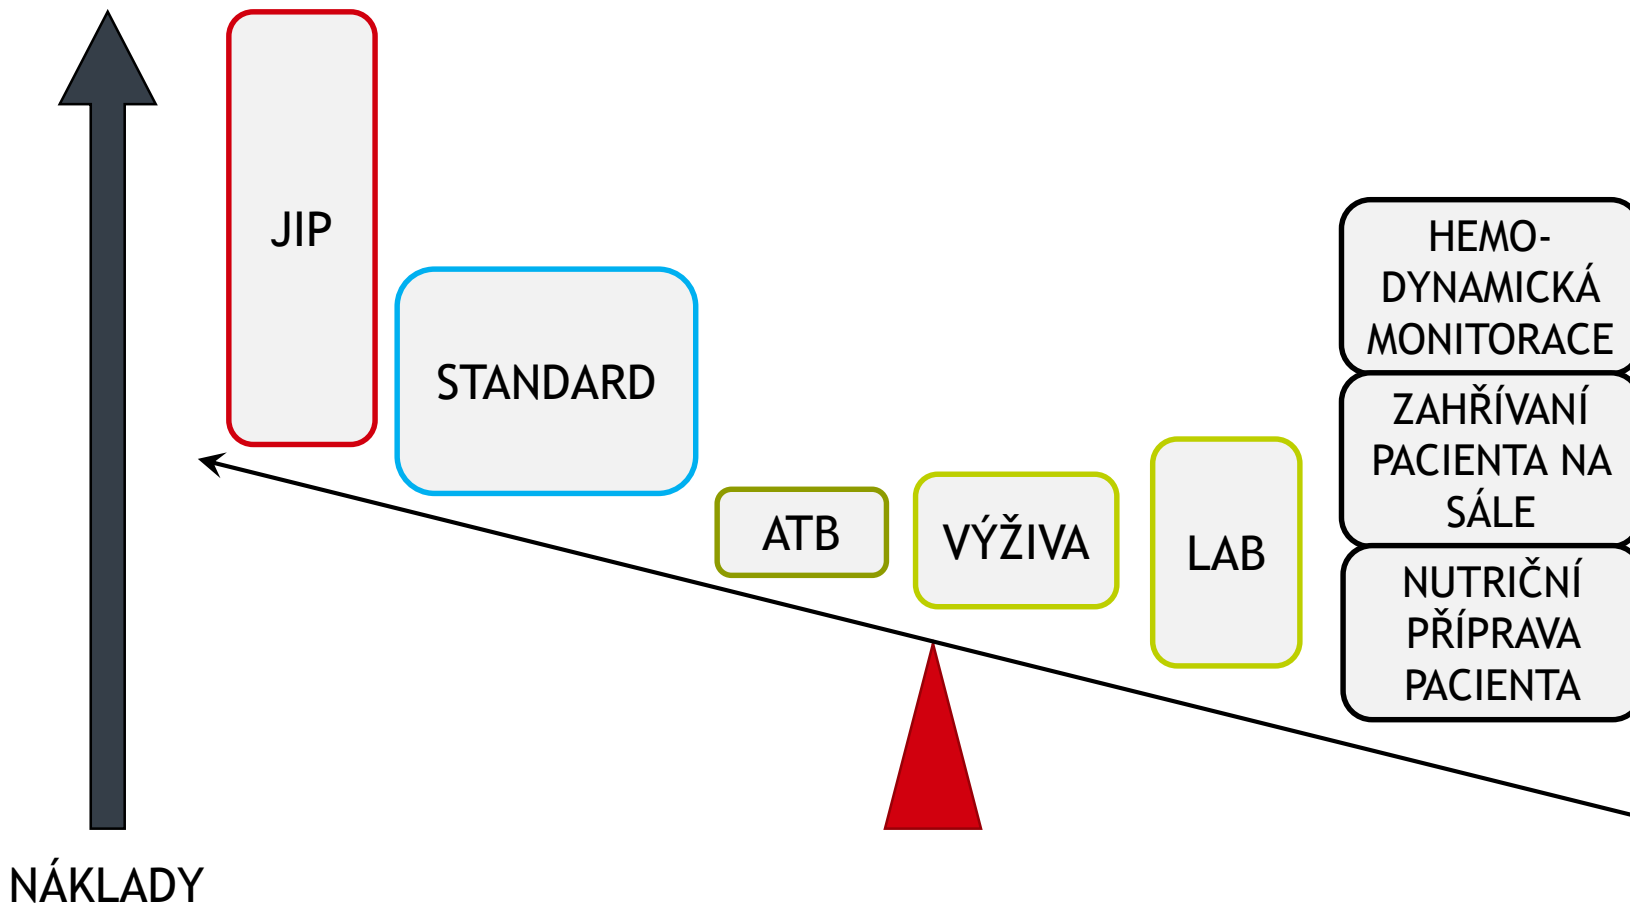 JIP
STANDARD
ATB
VÝŽIVA
LAB
HEMO-
DYNAMICKÁ
MONITORACE
ZAHŘÍVANÍ
PACIENTA NA
SÁLE
NUTRIČNÍ
PŘÍPRAVA
PACIENTA
NÁKLADY